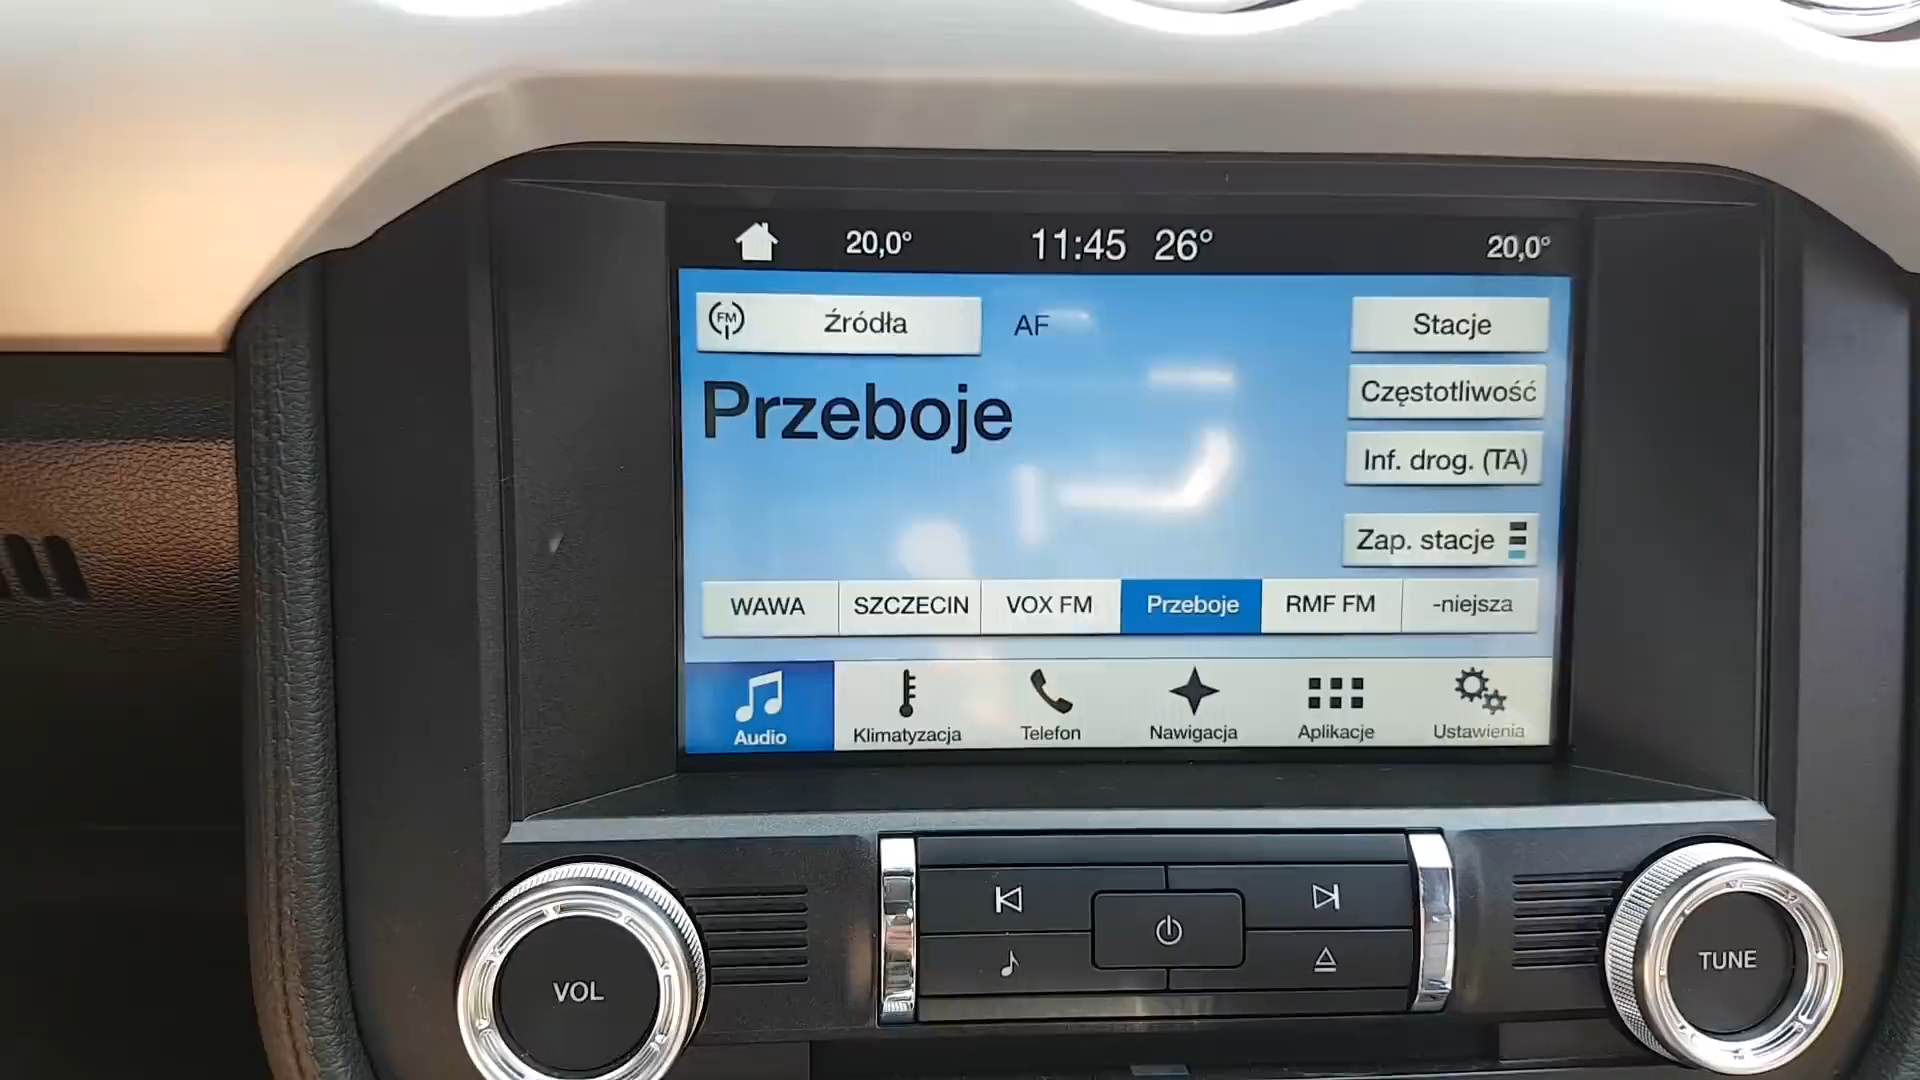 20,0° 11:45 26° 20,0°
FM Źródła AF Stacje
Przeboje
Częstotliwość
Inf. drog. (TA)
Zap. stacje
WAWA SZCZECIN VOX FM Przeboje RMF FM -niejsza
Audio Klimatyzacja Telefon Nawigacja Aplikacje Ustawienia
VOL TUNE